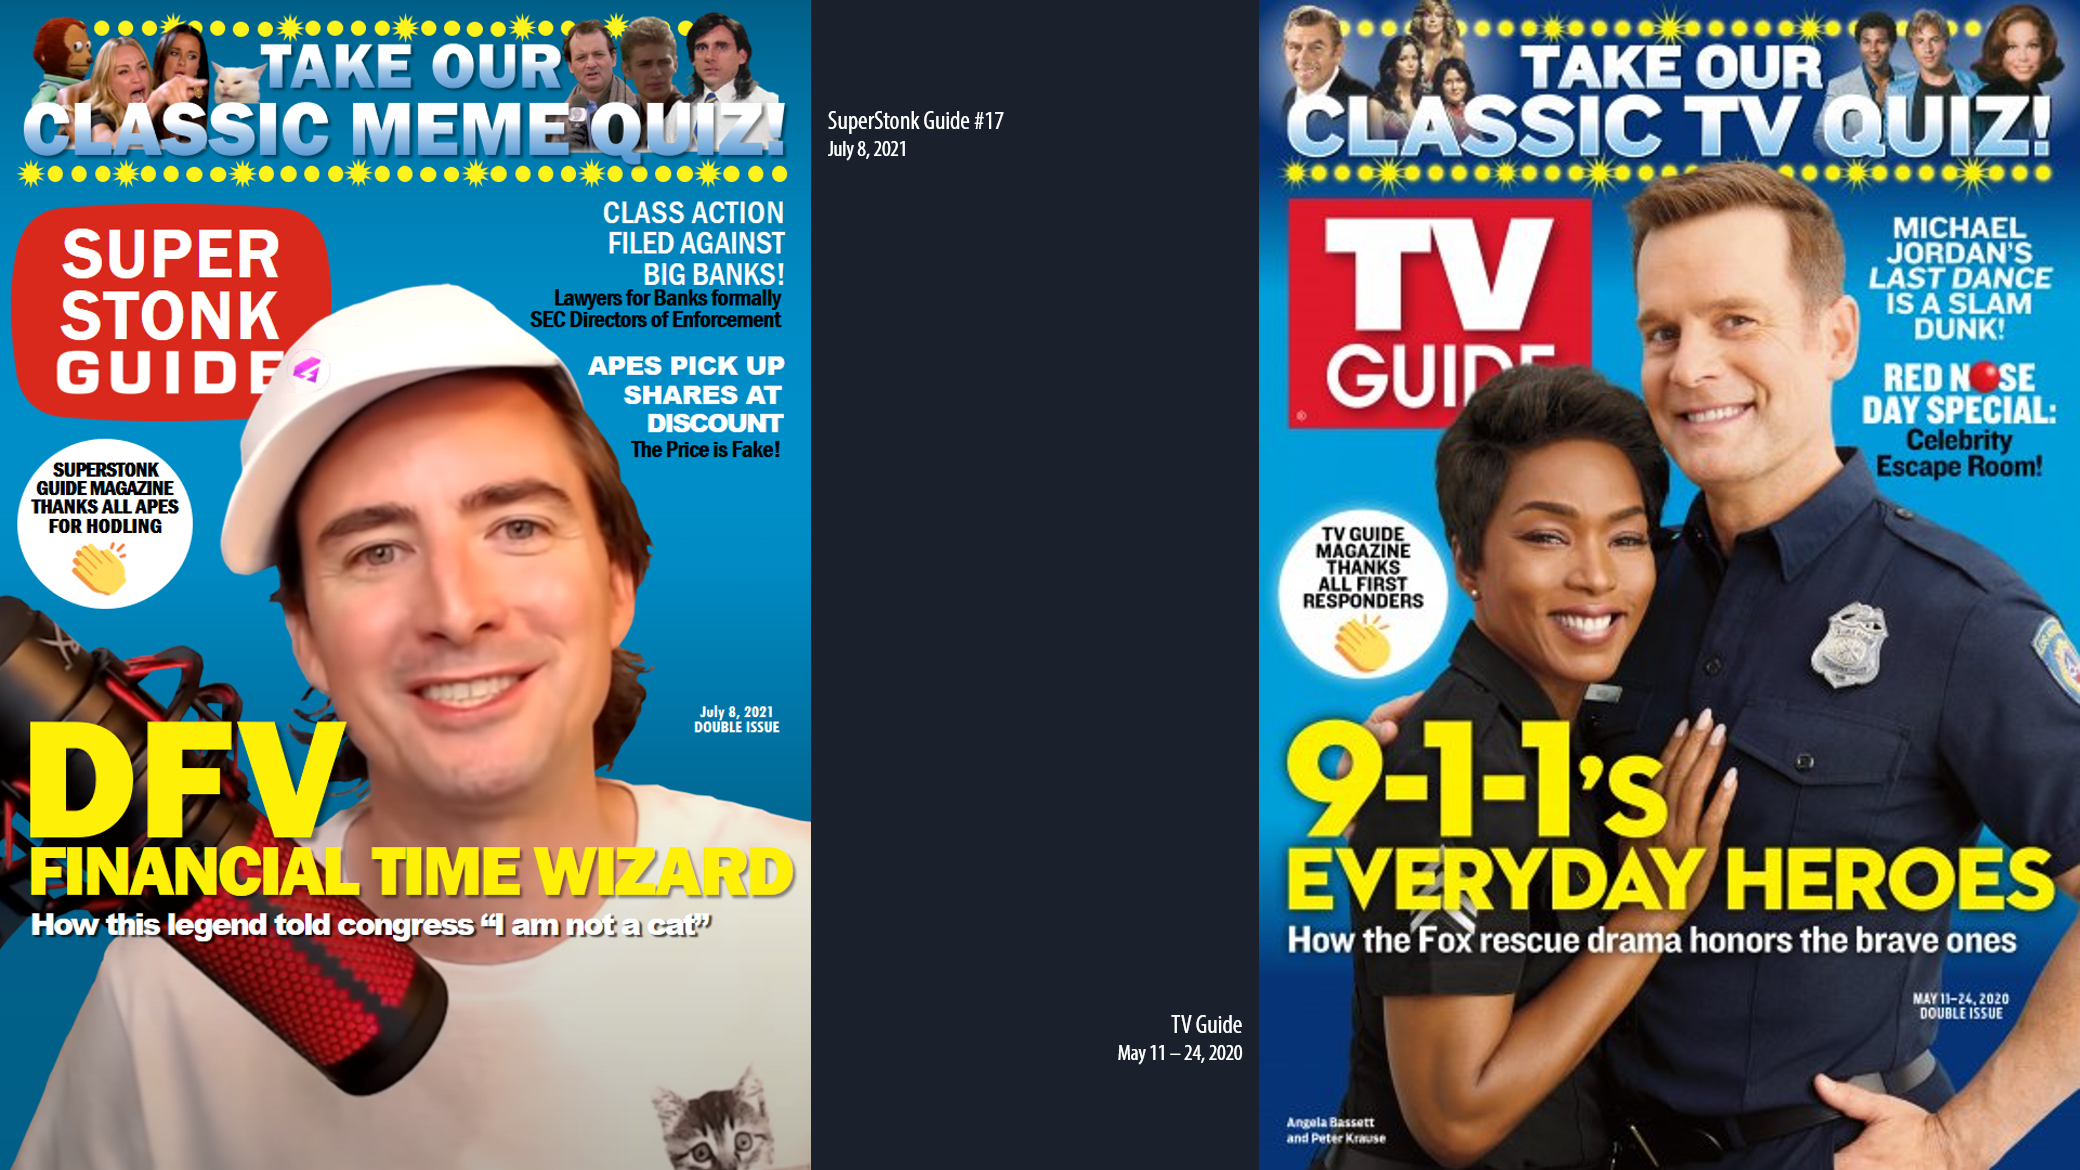 TAKE OUR
CLASSIC MEME QUIZ!
SUPER
STONK
GUIDE
CLASS ACTION
FILED AGAINST
BIG BANKS!
Lawyers for Banks formally
SEC Directors of Enforcement
APES PICK UP
SHARES AT
DISCOUNT
The Price is Fake!
SUPERSTONK
GUIDE MAGAZINE
THANKS ALL APES
FOR HODLING
July 8, 2021
DOUBLE ISSUE
DFV
FINANCIAL TIME WIZARD
How this legend told congress “I am not a cat”
SuperStonk Guide #17
July 8, 2021
TV Guide
May 11 – 24, 2020
TAKE OUR
CLASSIC TV QUIZ!
TV
GUIDE
®
MICHAEL
JORDAN’S
LAST DANCE
IS A SLAM
DUNK!
RED NOSE
DAY SPECIAL:
Celebrity
Escape Room!
TV GUIDE
MAGAZINE
THANKS
ALL FIRST
RESPONDERS
9-1-1’s
EVERYDAY HEROES
How the Fox rescue drama honors the brave ones
MAY 11–24, 2020
DOUBLE ISSUE
Angela Bassett
and Peter Krause